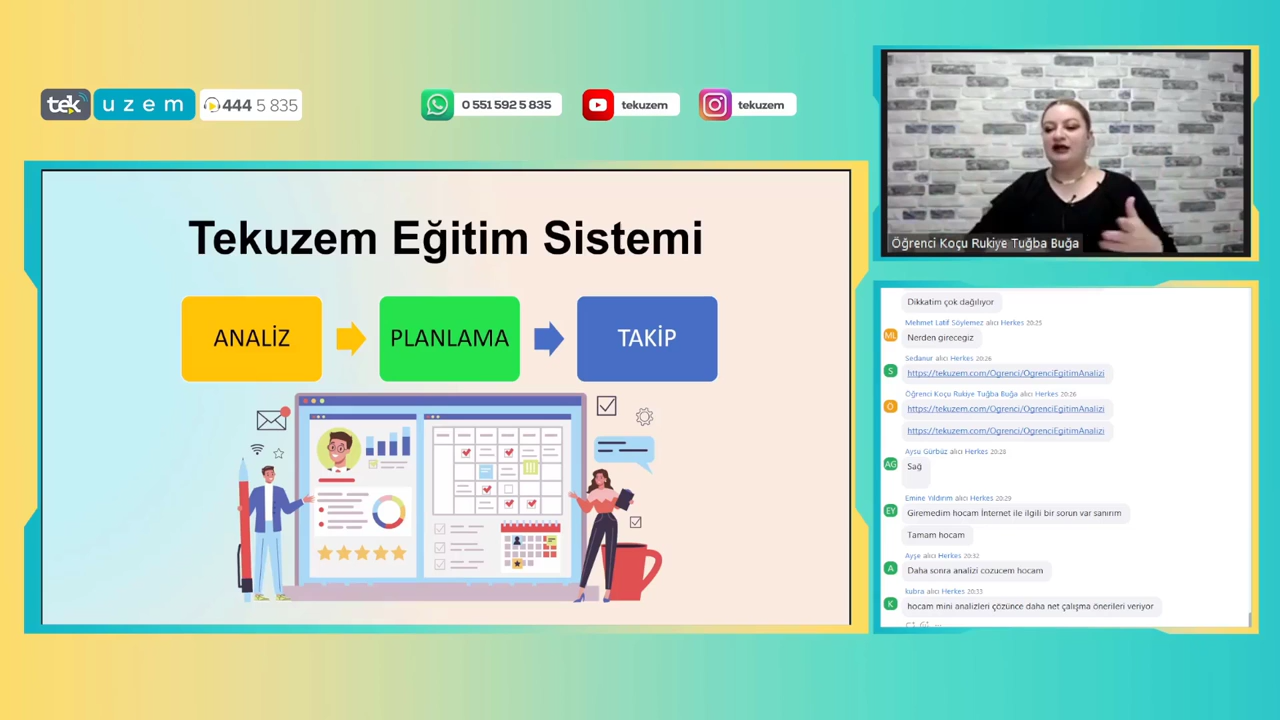 tek uzem 444 5 835
0 551 592 5 835
tekuzem
tekuzem
Tekuzem Eğitim Sistemi
ANALİZ
PLANLAMA
TAKİP
Öğrenci Koçu Rukiye Tuğba Buğa
Dikkatim çok dağılıyor
Mehmet Latif Söylemez alıcı Herkes 20:25
ML
Nerden girecegiz
Sedanur alıcı Herkes 20:26
S
https://tekuzem.com/Ogrenci/OgrenciEgitimAnalizi
Öğrenci Koçu Rukiye Tuğba Buğa alıcı Herkes 20:26
Ö
https://tekuzem.com/Ogrenci/OgrenciEgitimAnalizi
https://tekuzem.com/Ogrenci/OgrenciEgitimAnalizi
Aysu Gürbüz alıcı Herkes 20:28
AG
Sağ
Emine Yıldırım alıcı Herkes 20:29
EY
Giremedim hocam İnternet ile ilgili bir sorun var sanırım
Tamam hocam
Ayşe alıcı Herkes 20:32
A
Daha sonra analizi cozucem hocam
kubra alıcı Herkes 20:33
K
hocam mini analizleri çözünce daha net çalışma önerileri veriyor